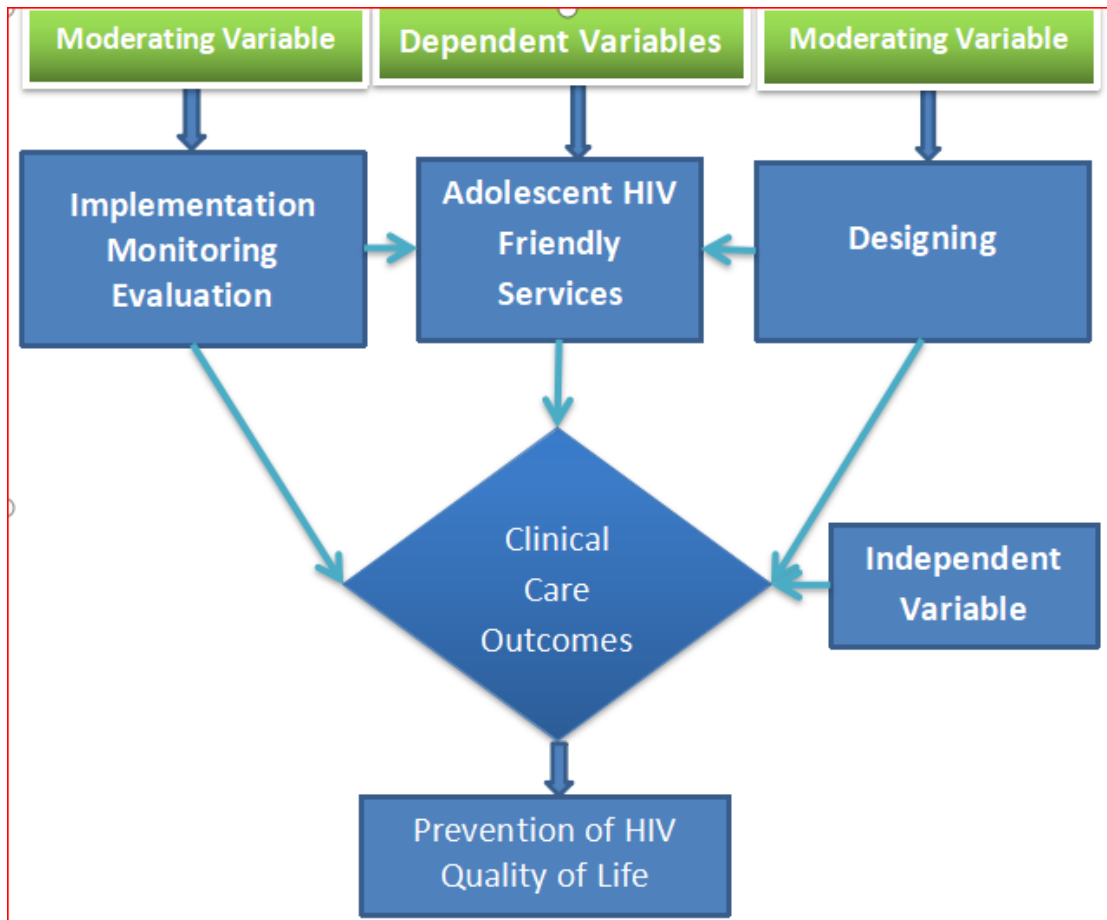 Moderating Variable
Dependent Variables
Moderating Variable
Implementation
Monitoring
Evaluation
Adolescent HIV
Friendly
Services
Designing
Clinical
Care
Outcomes
Independent
Variable
Prevention of HIV
Quality of Life